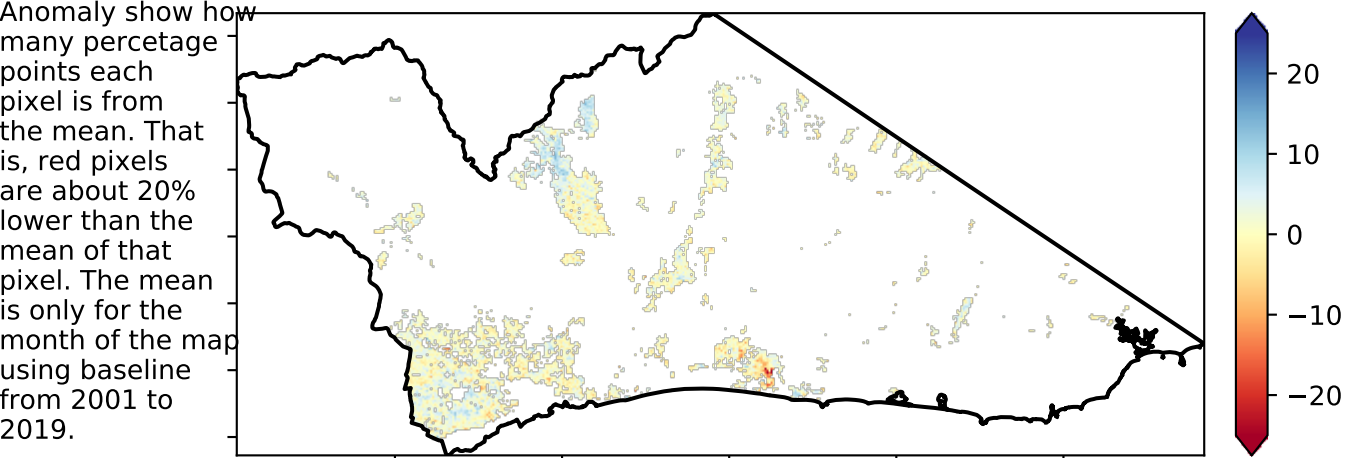 Anomaly show how
many percetage
points each
pixel is from
the mean. That
is, red pixels
are about 20%
lower than the
mean of that
pixel. The mean
is only for the
month of the map
using baseline
from 2001 to
2019.
20
10
0
−10
−20